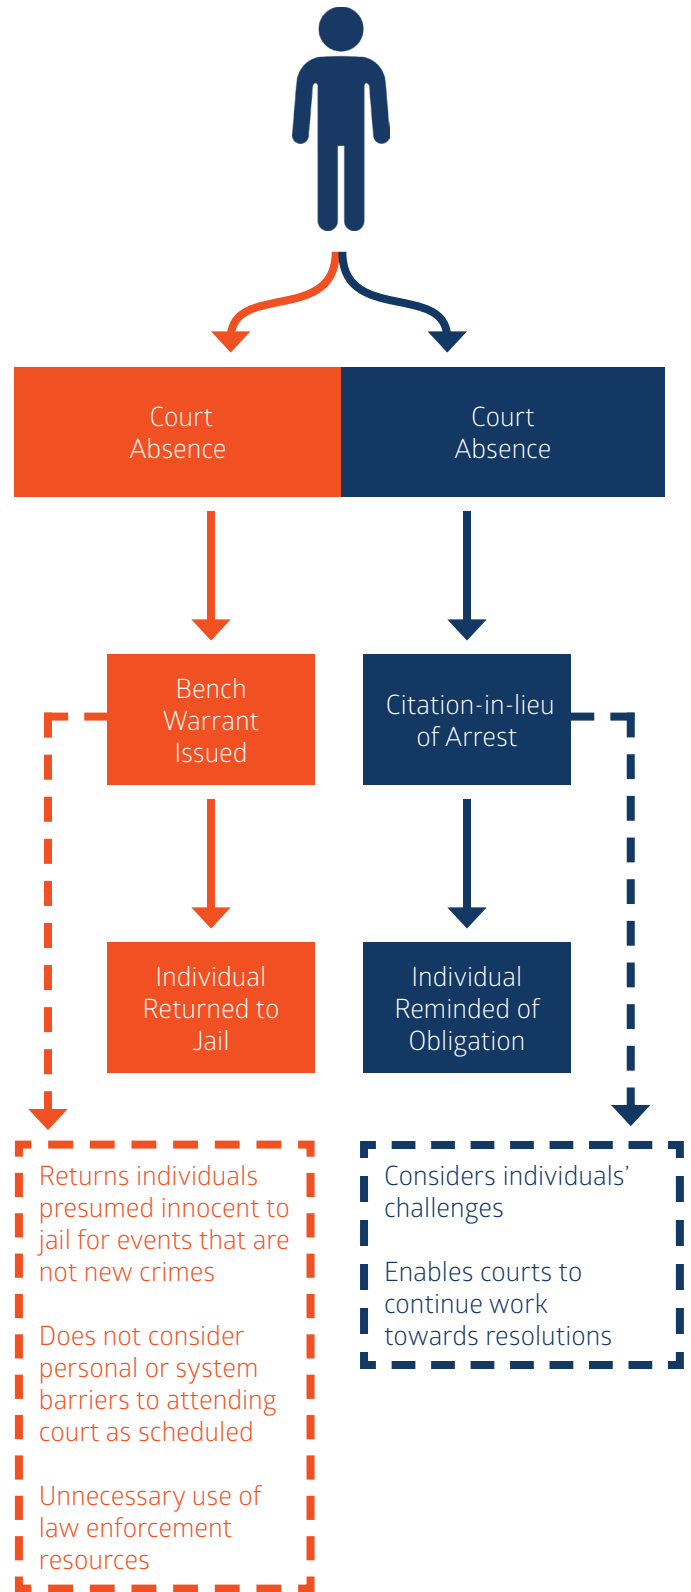 Court
Absence
Court
Absence
Bench
Warrant
Issued
Citation-in-lieu
of Arrest
Individual
Returned to
Jail
Individual
Reminded of
Obligation
Returns individuals
presumed innocent to
jail for events that are
not new crimes
Does not consider
personal or system
barriers to attending
court as scheduled
Unnecessary use of
law enforcement
resources
Considers individuals’
challenges
Enables courts to
continue work
towards resolutions